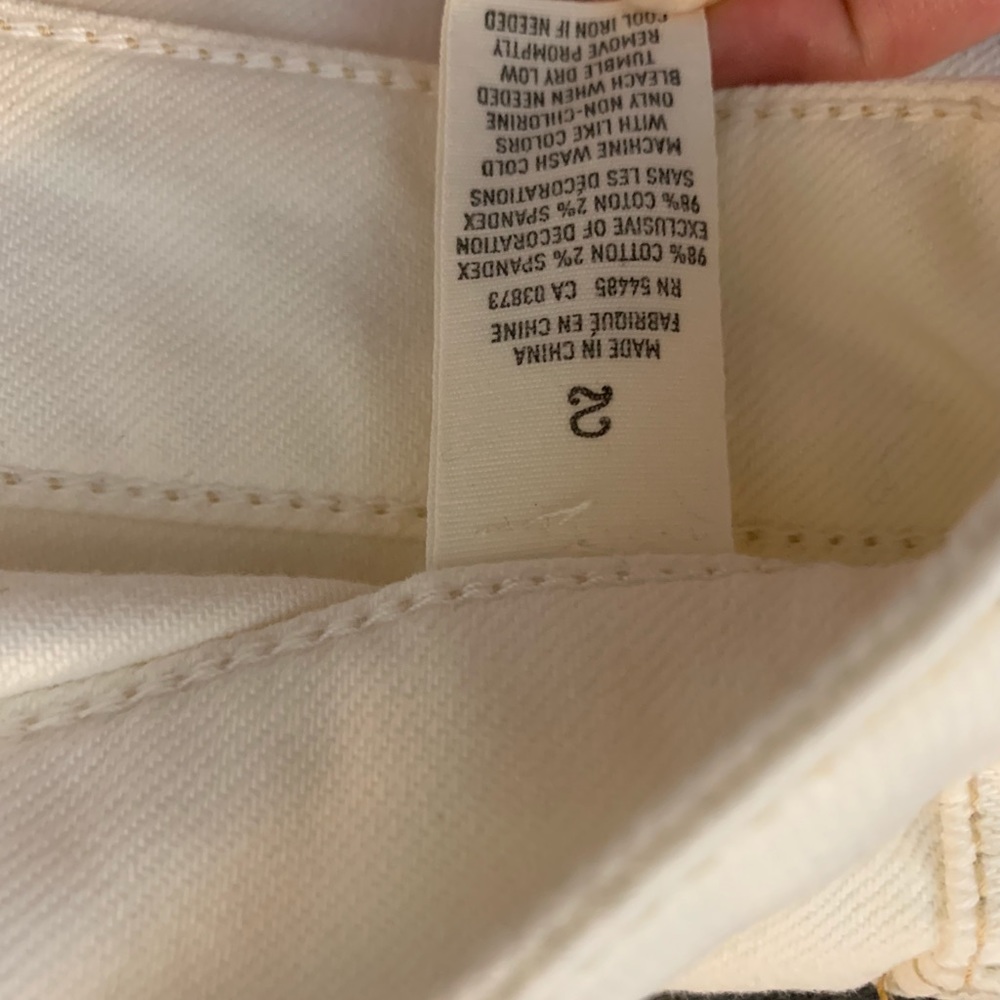 2
MADE IN CHINA
FABRIQUÉ EN CHINE
RN 54485 CA 03873
98% COTTON 2% SPANDEX
EXCLUSIVE OF DECORATION
98% COTON 2% SPANDEX
SANS LES DÉCORATIONS
MACHINE WASH COLD
WITH LIKE COLORS
ONLY NON-CHLORINE
BLEACH WHEN NEEDED
TUMBLE DRY LOW
REMOVE PROMPTLY
COOL IRON IF NEEDED